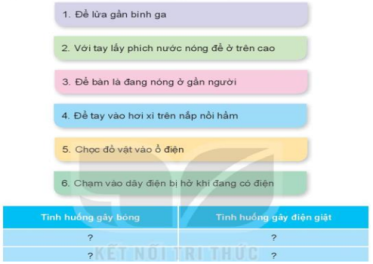 1. Để lửa gần bình ga
2. Với tay lấy phích nước nóng để ở trên cao
3. Để bàn là đang nóng ở gần người
4. Để tay vào hơi xì trên nắp nồi hầm
5. Chọc đồ vật vào ổ điện
6. Chạm vào dây điện bị hở khi đang có điện
Tình huống gây bỏng Tình huống gây điện giật
? ?
? ?
KẾT NỐI TRI THỨC